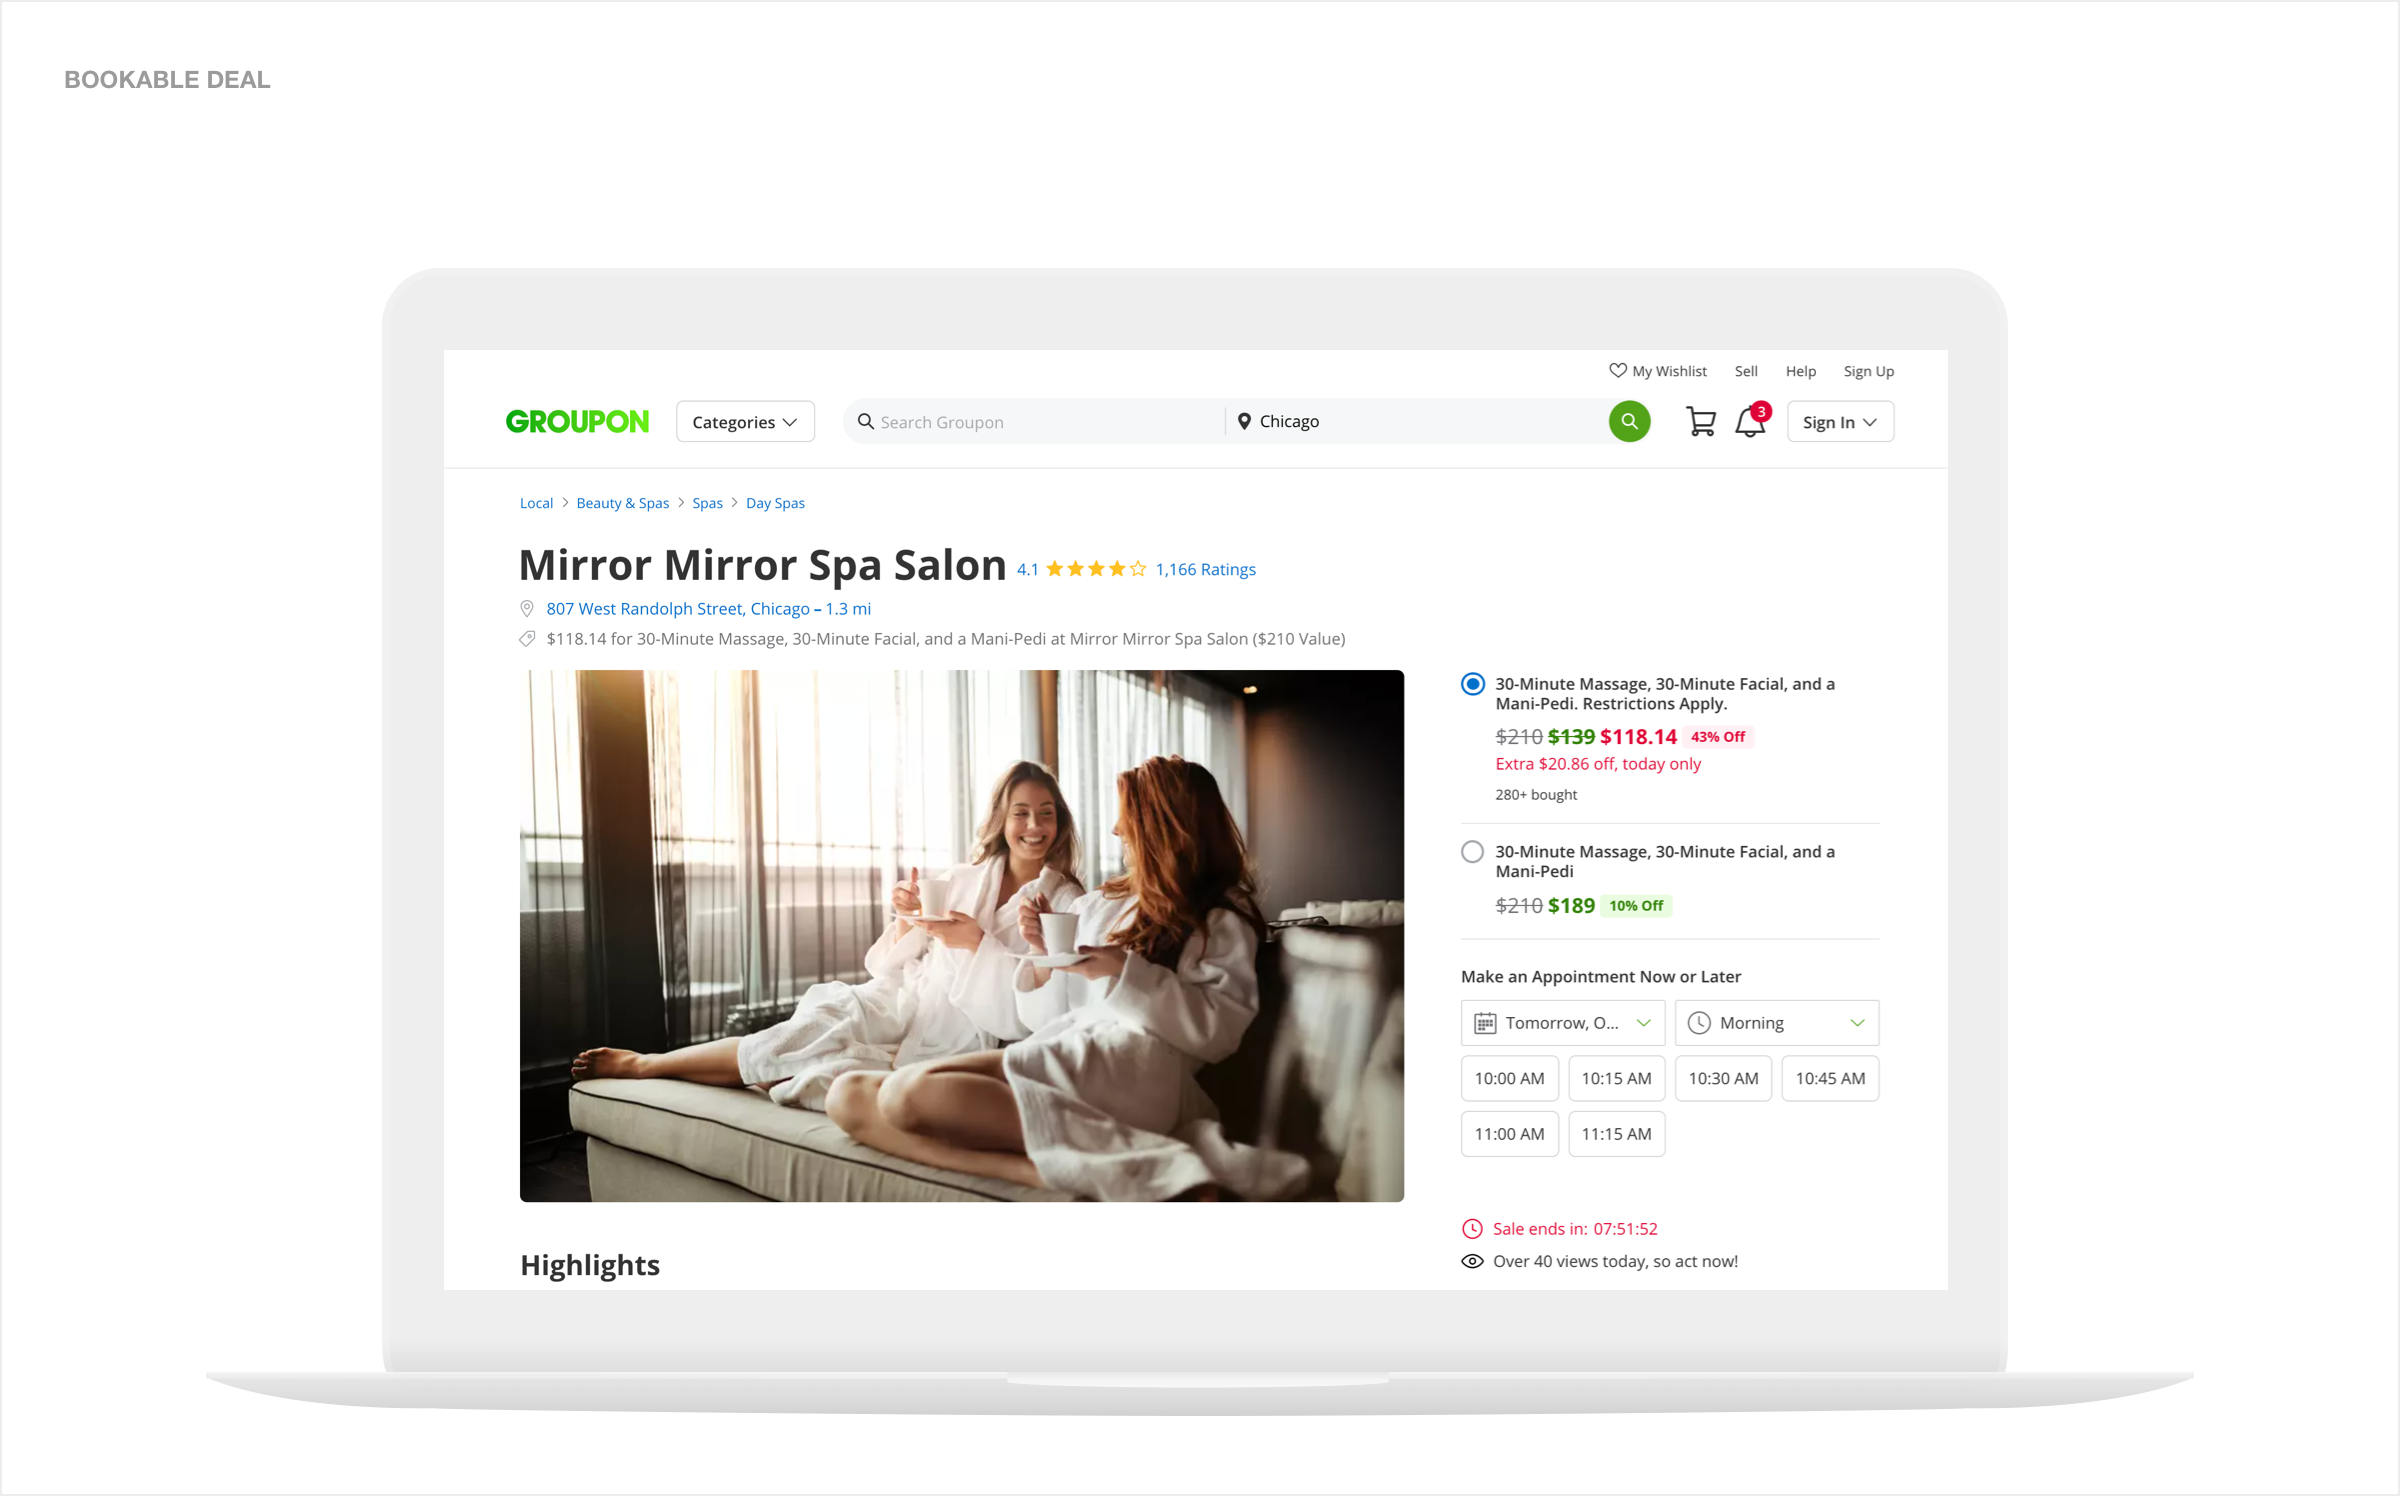 BOOKABLE DEAL
My Wishlist Sell Help Sign Up
GROUPON Categories Search Groupon Chicago 3 Sign In
Local > Beauty & Spas > Spas > Day Spas
Mirror Mirror Spa Salon 4.1 1,166 Ratings
807 West Randolph Street, Chicago – 1.3 mi
$118.14 for 30-Minute Massage, 30-Minute Facial, and a Mani-Pedi at Mirror Mirror Spa Salon ($210 Value)
30-Minute Massage, 30-Minute Facial, and a
Mani-Pedi. Restrictions Apply.
$210 $139 $118.14 43% Off
Extra $20.86 off, today only
280+ bought
30-Minute Massage, 30-Minute Facial, and a
Mani-Pedi
$210 $189 10% Off
Make an Appointment Now or Later
Tomorrow, O... Morning
10:00 AM 10:15 AM 10:30 AM 10:45 AM
11:00 AM 11:15 AM
Sale ends in: 07:51:52
Over 40 views today, so act now!
Highlights